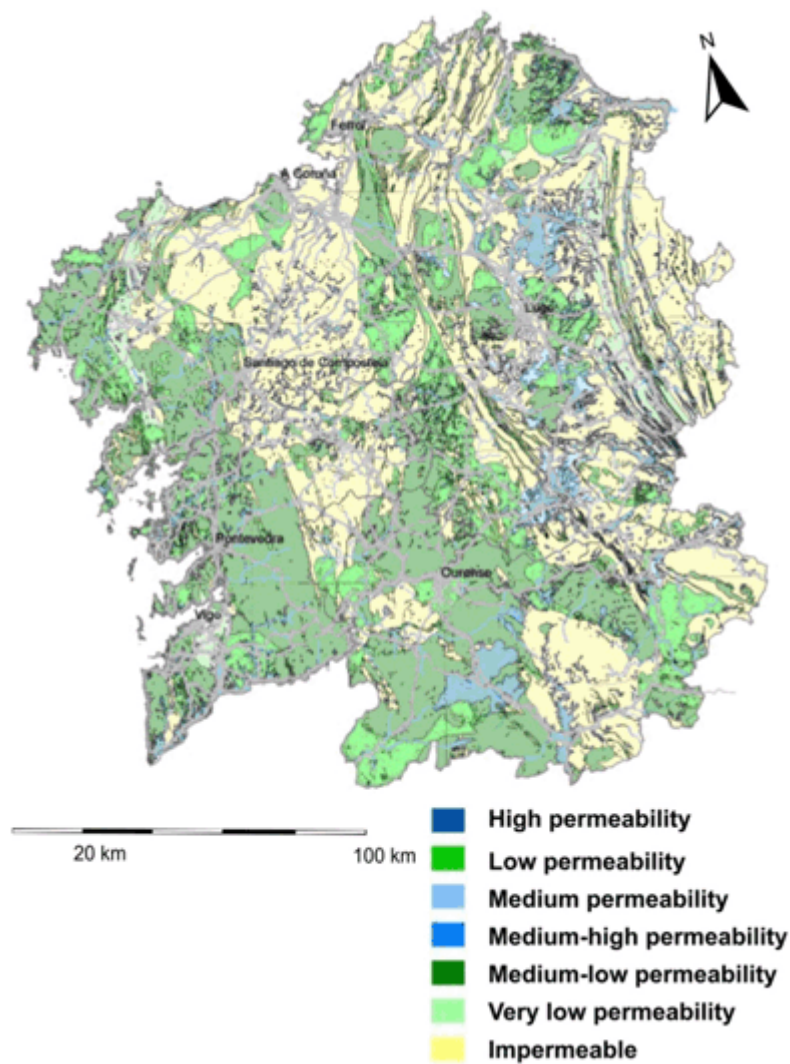 N
Ferrol
A Coruña
Lugo
Santiago de Compostela
Pontevedra
Ourense
Vigo
20 km
100 km
High permeability
Low permeability
Medium permeability
Medium-high permeability
Medium-low permeability
Very low permeability
Impermeable